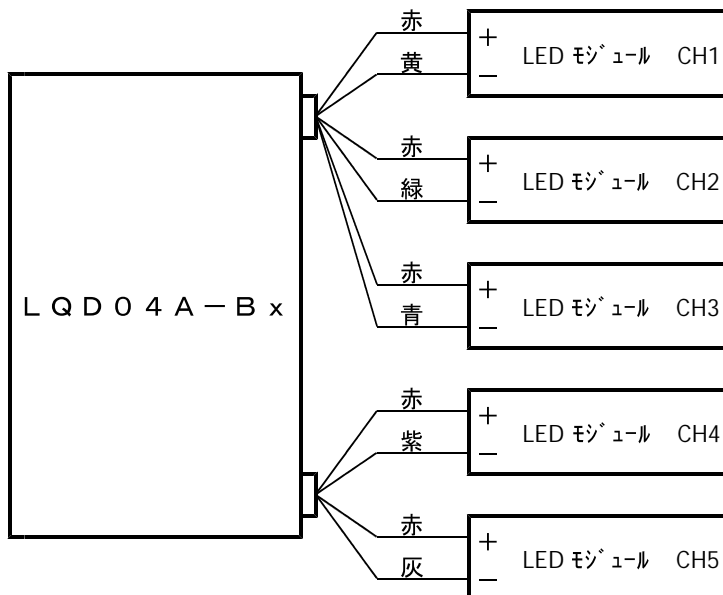 赤
+ LED ﾓｼﾞｭｰﾙ CH1
黄
−
赤
+ LED ﾓｼﾞｭｰﾙ CH2
緑
−
赤
+ LED ﾓｼﾞｭｰﾙ CH3
青
−
ＬＱＤ０４Ａ－Ｂｘ
赤
+ LED ﾓｼﾞｭｰﾙ CH4
紫
−
赤
+ LED ﾓｼﾞｭｰﾙ CH5
灰
−